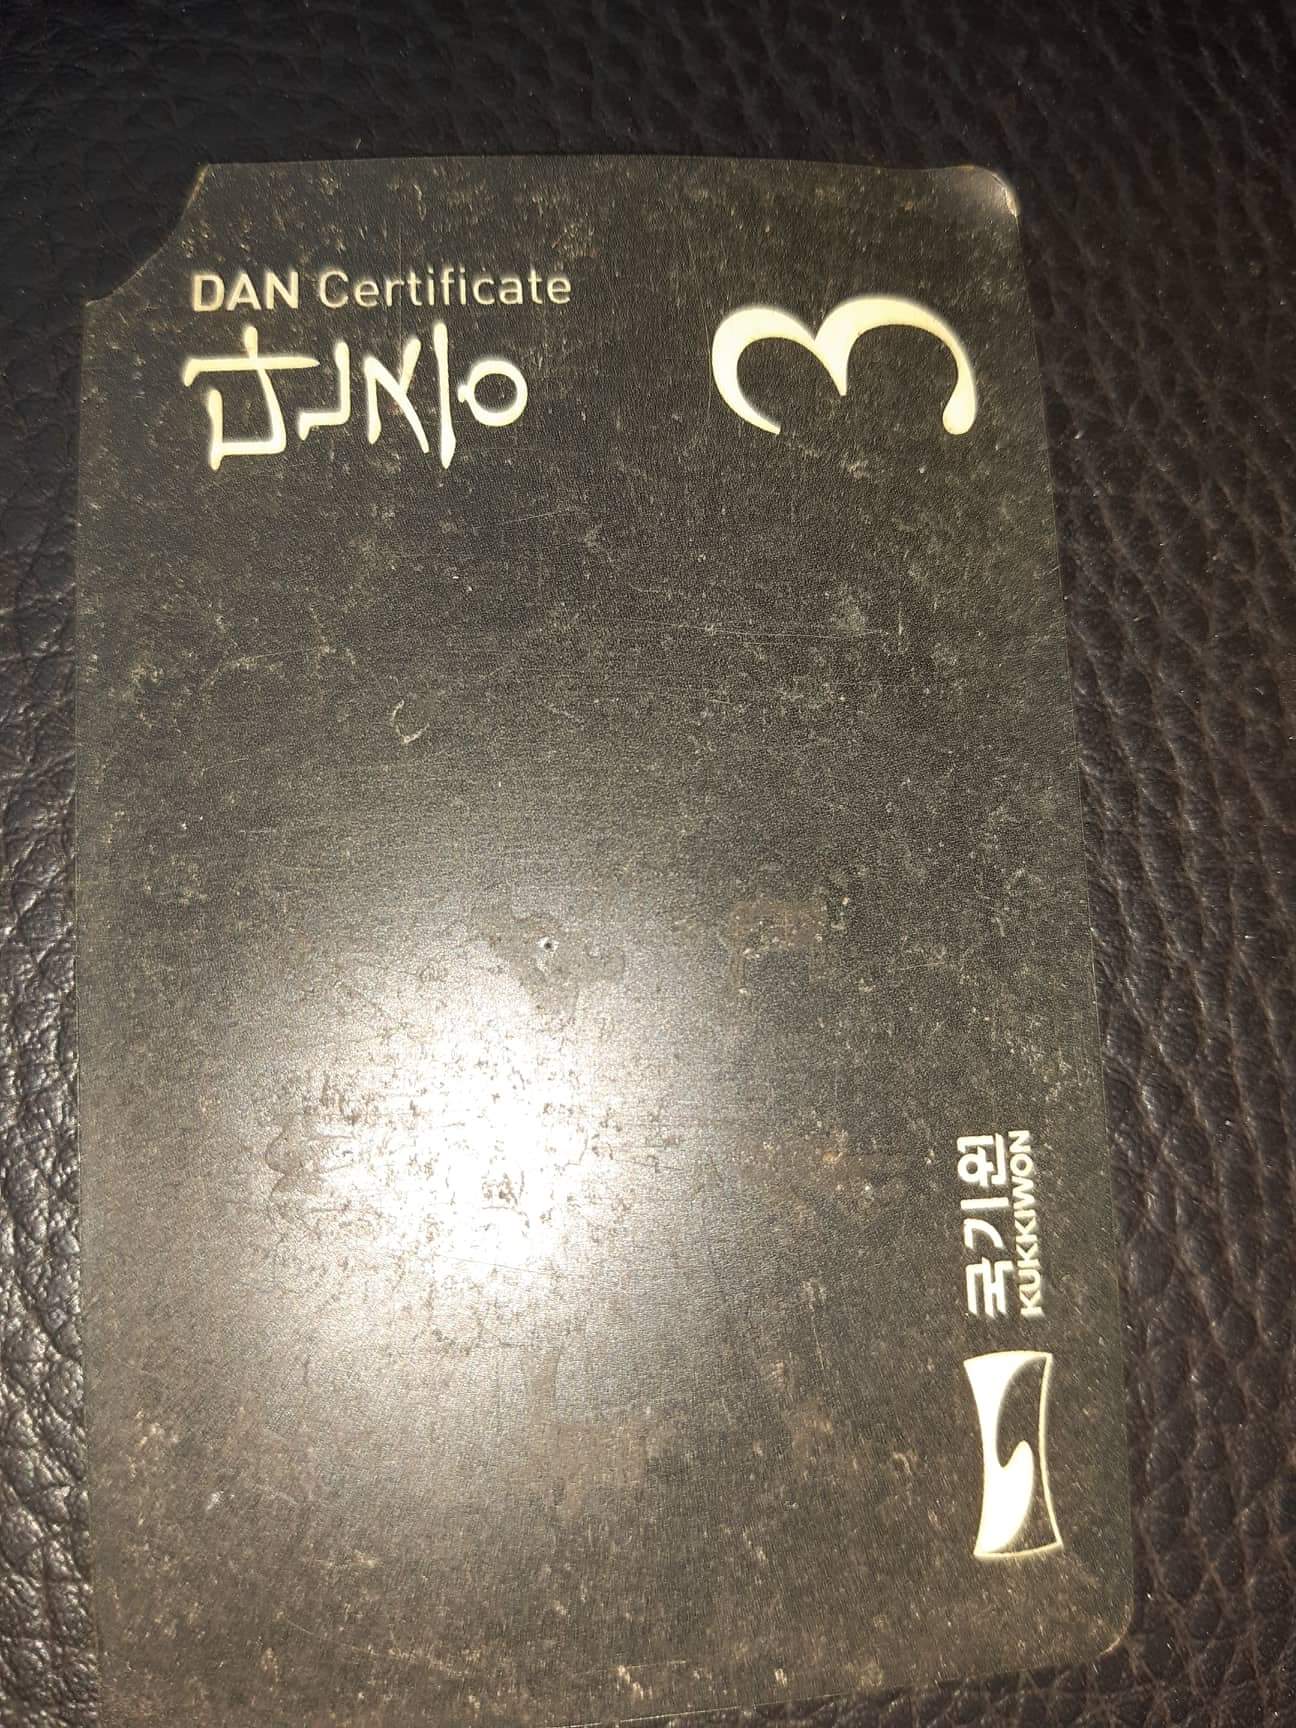 DAN Certificate
단증
3
국기원
KUKKIWON